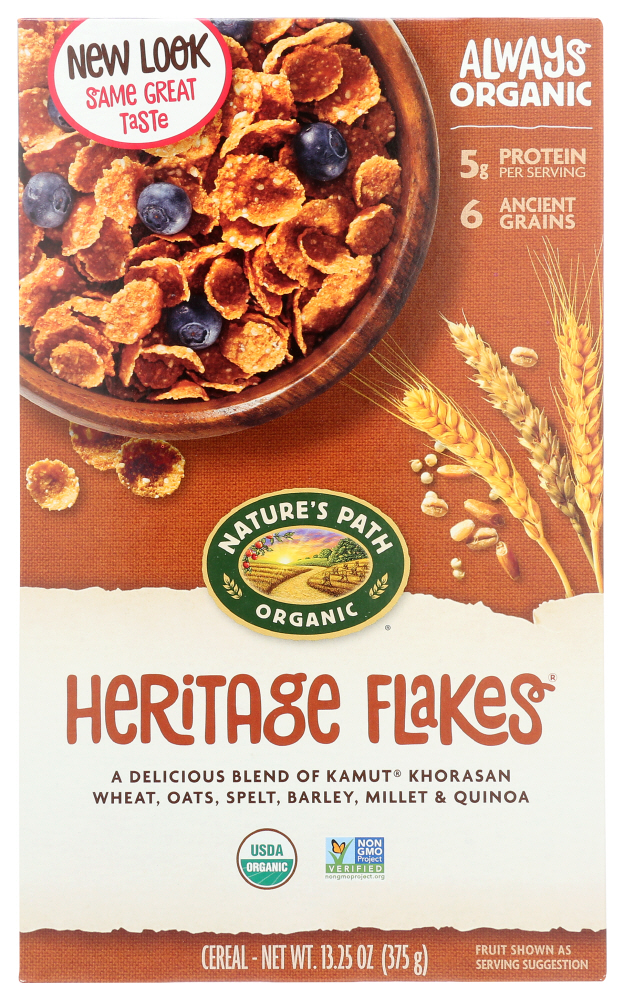 NEW LOOK
SAME GREAT
TaSTe
ALWAYS
ORGANIC
5g PROTEIN
PER SERVING
6 ANCIENT
GRAINS
NATURE'S PATH
ORGANIC
®
HeRiTAge FLaKeS®
A DELICIOUS BLEND OF KAMUT® KHORASAN
WHEAT, OATS, SPELT, BARLEY, MILLET & QUINOA
USDA
ORGANIC
NON
GMO
Project
VERIFIED
nongmoproject.org
CEREAL - NET WT. 13.25 OZ (375 g)
FRUIT SHOWN AS
SERVING SUGGESTION